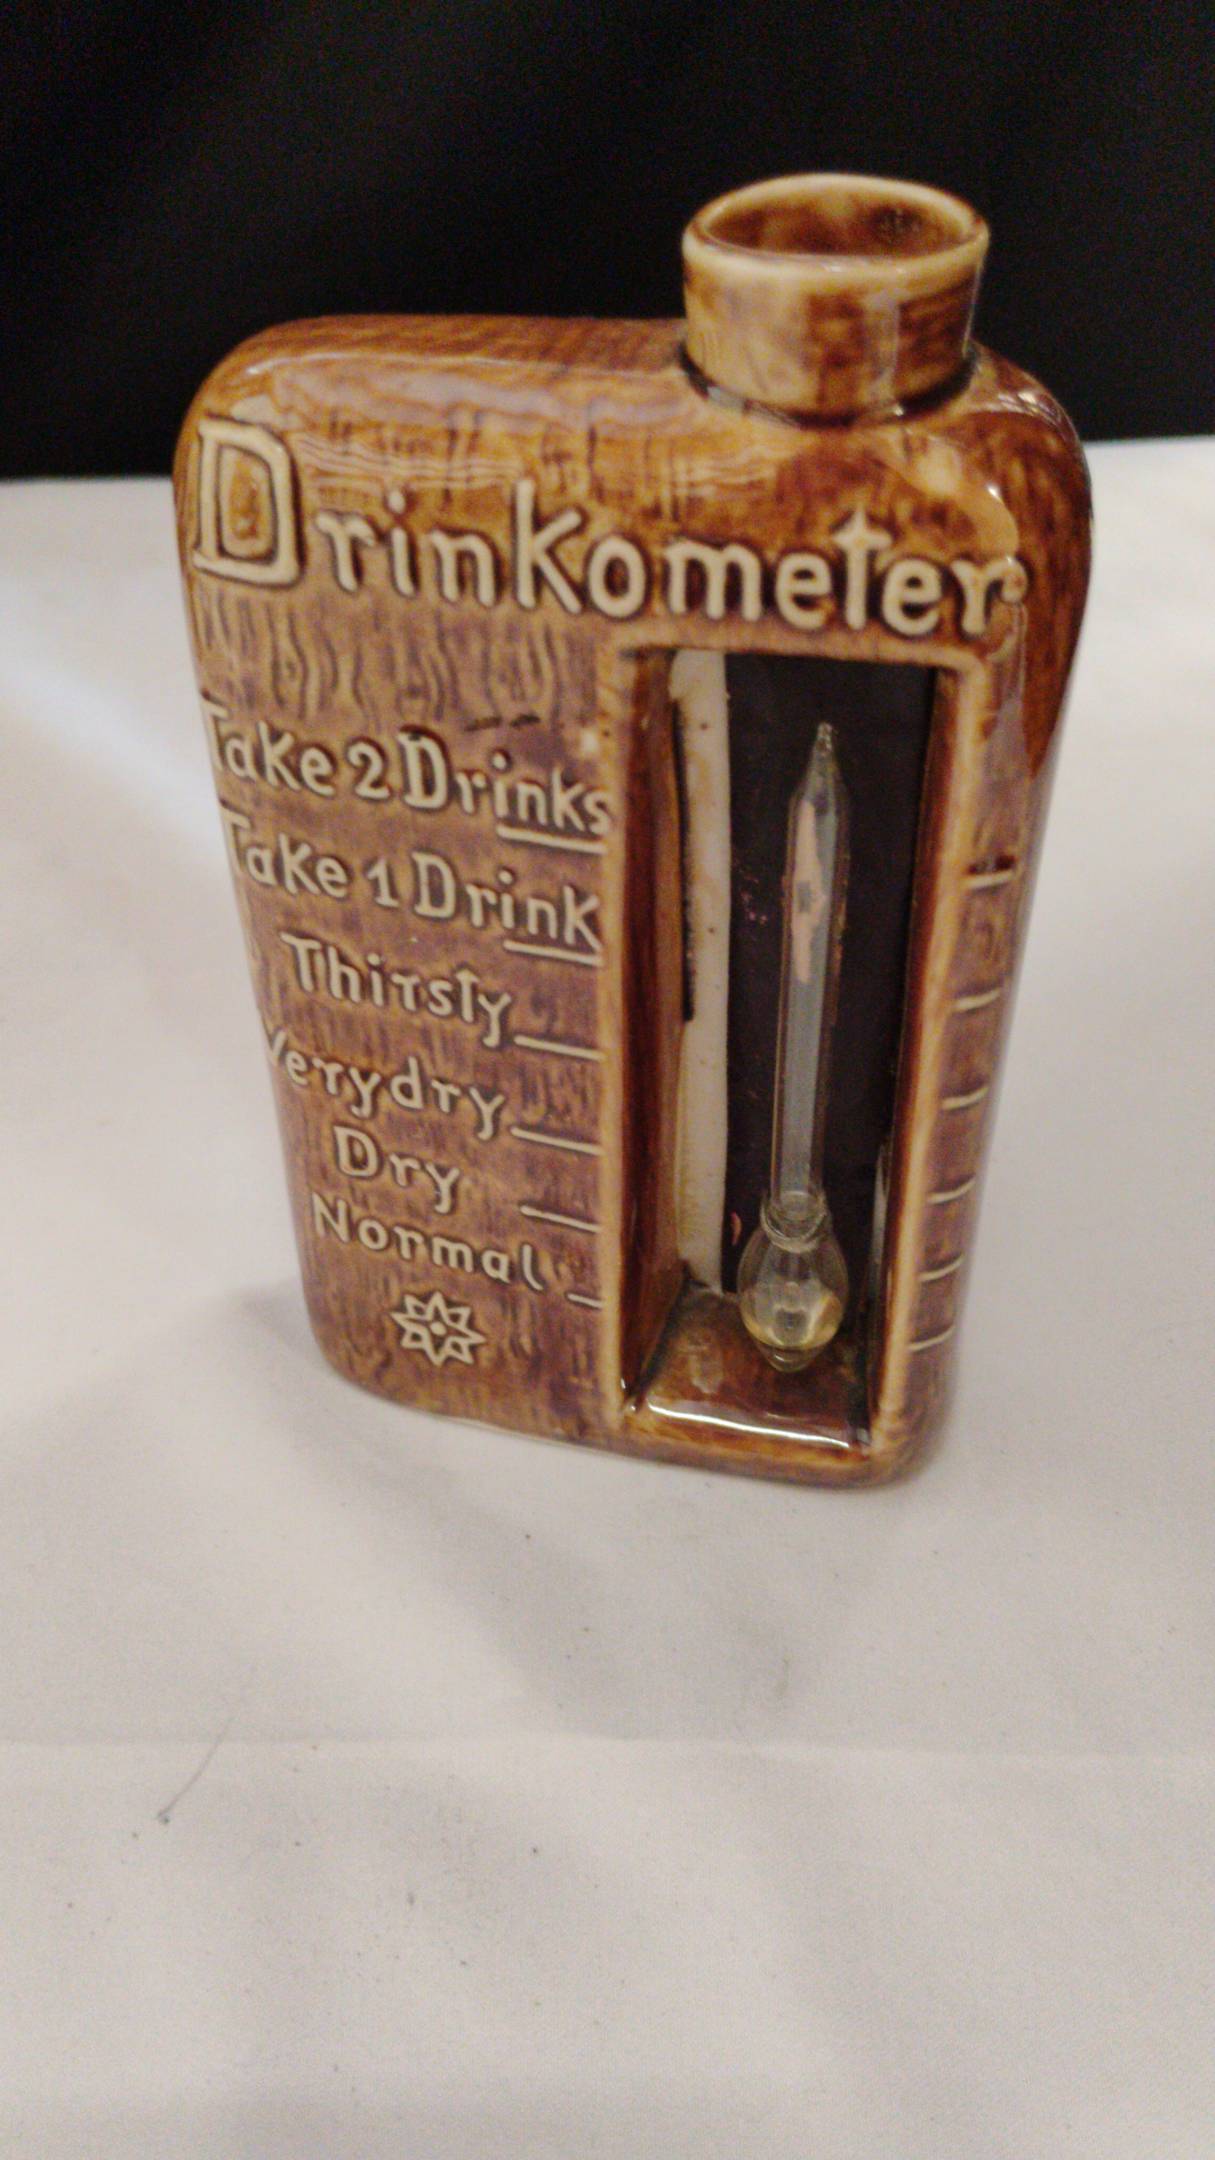 Drinkometer
Take 2 Drinks
Take 1 Drink
Thirsty
Verydry
Dry
Normal